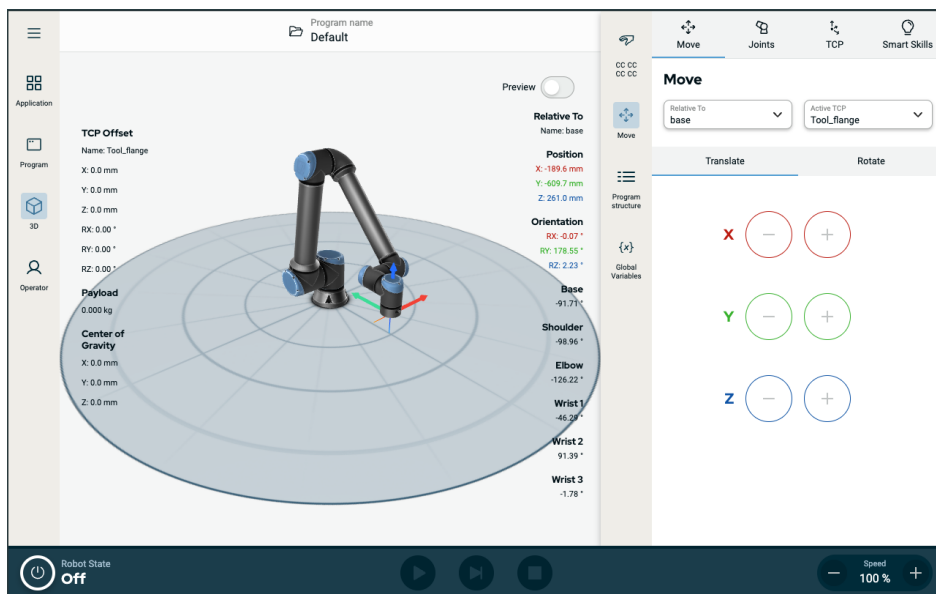 Program name
Default
Application
Program
3D
Operator
Preview
TCP Offset
Name: Tool_flange
X: 0.0 mm
Y: 0.0 mm
Z: 0.0 mm
RX: 0.00 °
RY: 0.00 °
RZ: 0.00 °
Payload
0.000 kg
Center of
Gravity
X: 0.0 mm
Y: 0.0 mm
Z: 0.0 mm
Relative To
Name: base
Position
X: -189.6 mm
Y: -609.7 mm
Z: 261.0 mm
Orientation
RX: -0.07 °
RY: 178.55 °
RZ: 2.23 °
Base
-91.71 °
Shoulder
-98.96 °
Elbow
-126.22 °
Wrist 1
-46.29 °
Wrist 2
91.39 °
Wrist 3
-1.78 °
CC CC
CC CC
Move
Program
structure
{x}
Global
Variables
Move
Joints
TCP
Smart Skills
Move
Relative To
base
Active TCP
Tool_flange
Translate
Rotate
X
Y
Z
Robot State
Off
Speed
100 %